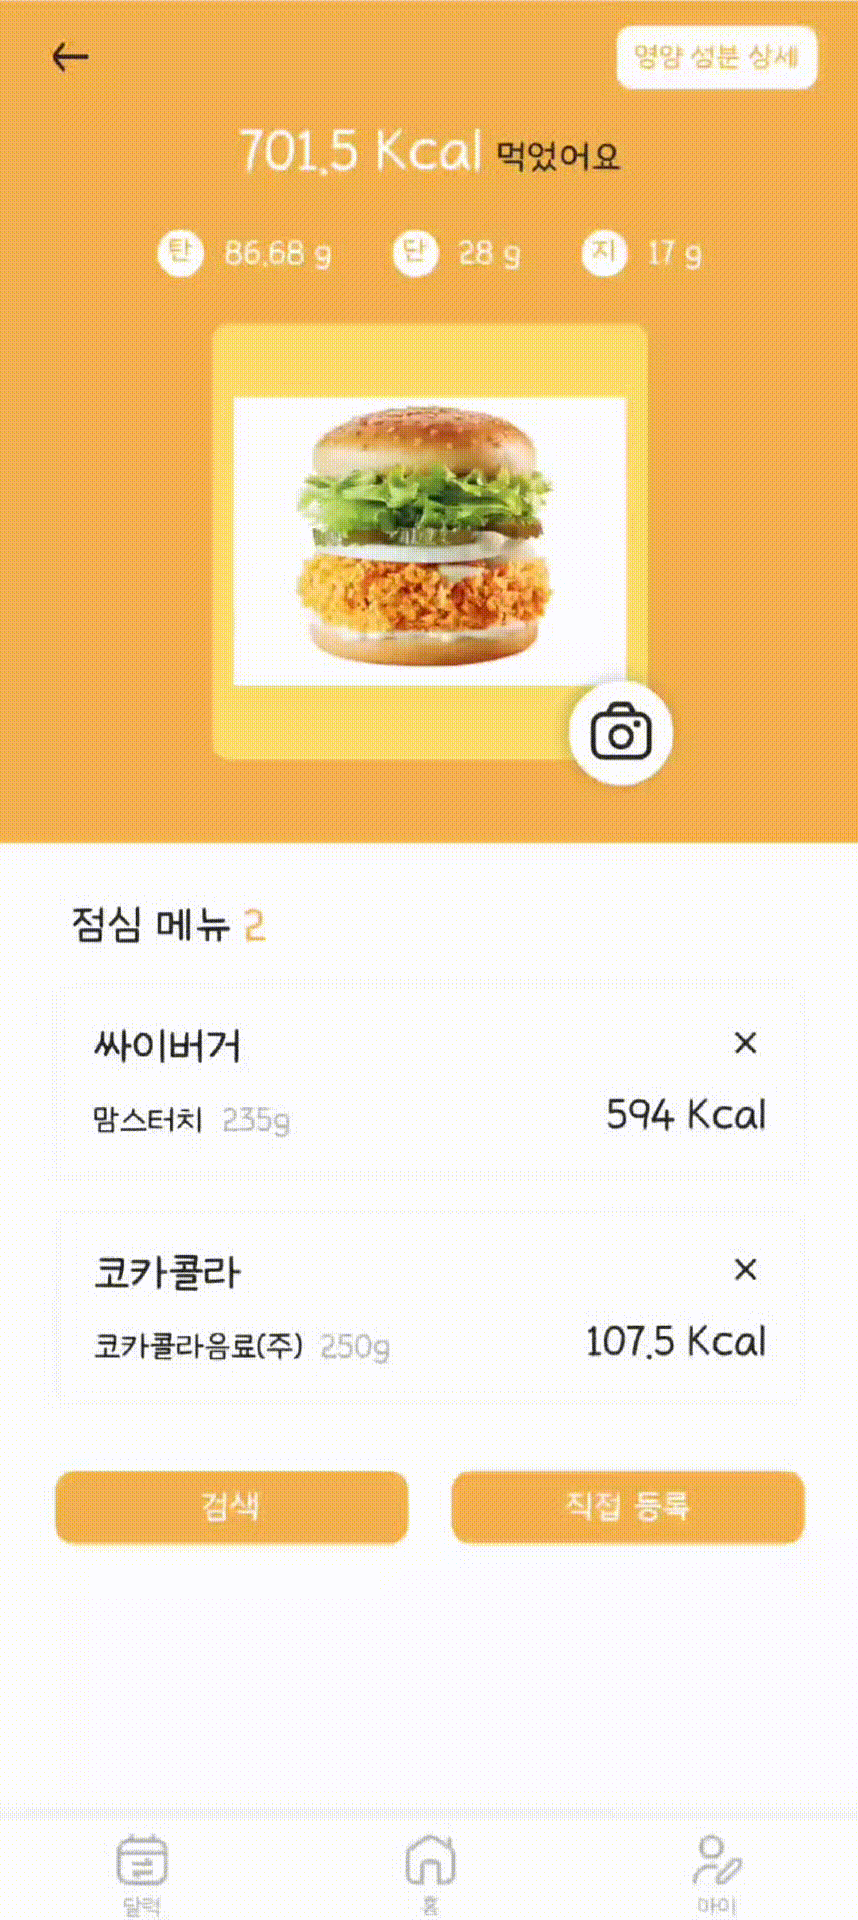 영양 성분 상세
701.5 Kcal 먹었어요
탄 86.68 g 단 28 g 지 17 g
점심 메뉴 2
싸이버거
맘스터치 235g 594 Kcal
코카콜라
코카콜라음료(주) 250g 107.5 Kcal
검색 직접 등록
달력 홈 마이